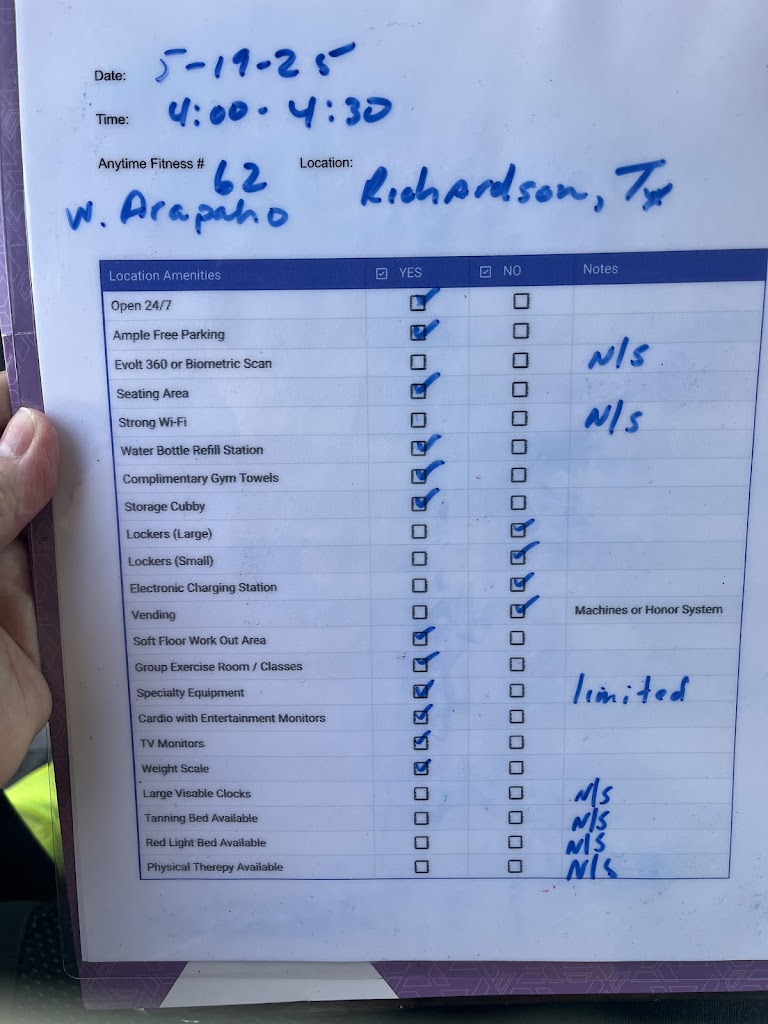 Date: 5-19-25
Time: 4:00 - 4:30
Anytime Fitness # 62 Location: Richardson, Tx
W. Arapaho
Location Amenities ☑ YES ☑ NO Notes
Open 24/7 ☑ ☐
Ample Free Parking ☑ ☐
Evolt 360 or Biometric Scan ☐ ☐ N/S
Seating Area ☑ ☐
Strong Wi-Fi ☐ ☐ N/S
Water Bottle Refill Station ☑ ☐
Complimentary Gym Towels ☑ ☐
Storage Cubby ☑ ☐
Lockers (Large) ☐ ☑
Lockers (Small) ☐ ☑
Electronic Charging Station ☐ ☑
Vending ☐ ☑ Machines or Honor System
Soft Floor Work Out Area ☑ ☐
Group Exercise Room / Classes ☑ ☐
Specialty Equipment ☑ ☐ limited
Cardio with Entertainment Monitors ☑ ☐
TV Monitors ☑ ☐
Weight Scale ☑ ☐
Large Visable Clocks ☐ ☐ N/S
Tanning Bed Available ☐ ☐ N/S
Red Light Bed Available ☐ ☐ N/S
Physical Therepy Available ☐ ☐ N/S